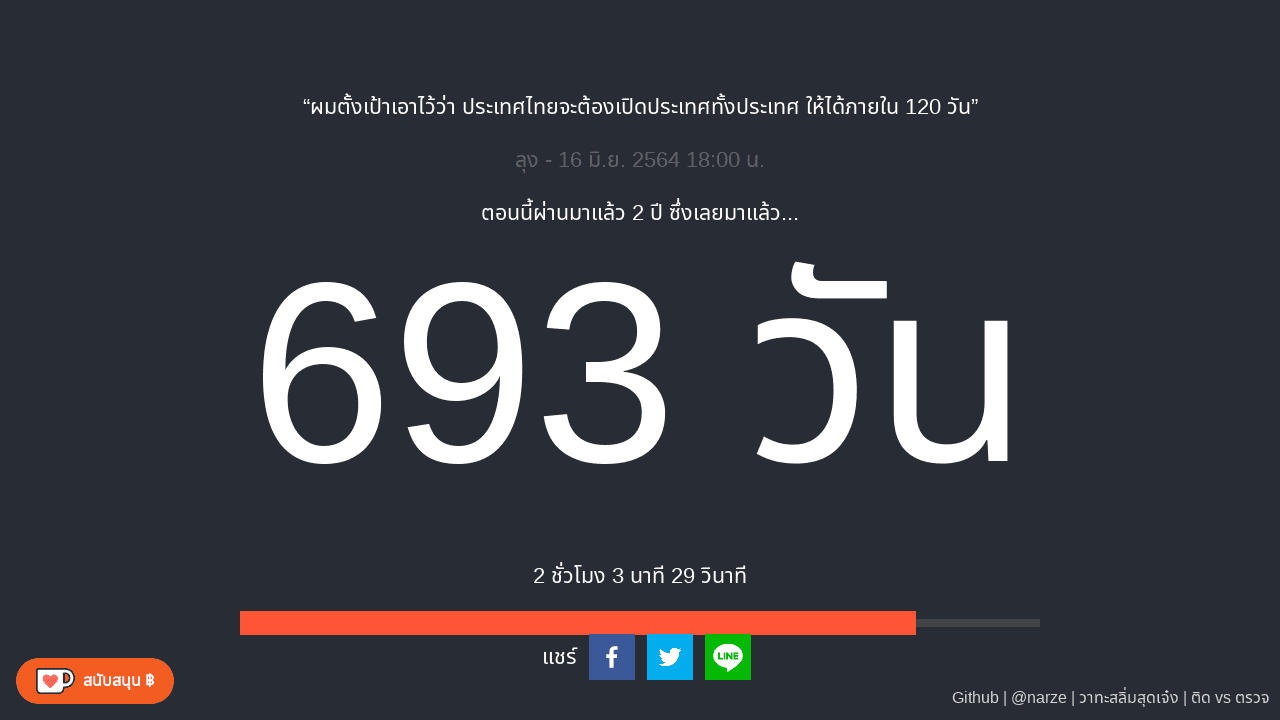 “ผมตั้งเป้าเอาไว้ว่า ประเทศไทยจะต้องเปิดประเทศทั้งประเทศ ให้ได้ภายใน 120 วัน”
ลุง - 16 มิ.ย. 2564 18:00 น.
ตอนนี้ผ่านมาแล้ว 2 ปี ซึ่งเลยมาแล้ว...
693 วัน
2 ชั่วโมง 3 นาที 29 วินาที
แชร์
LINE
สนับสนุน ฿
Github | @narze | วาทะสลิ่มสุดเจ๋ง | ติด vs ตรวจ